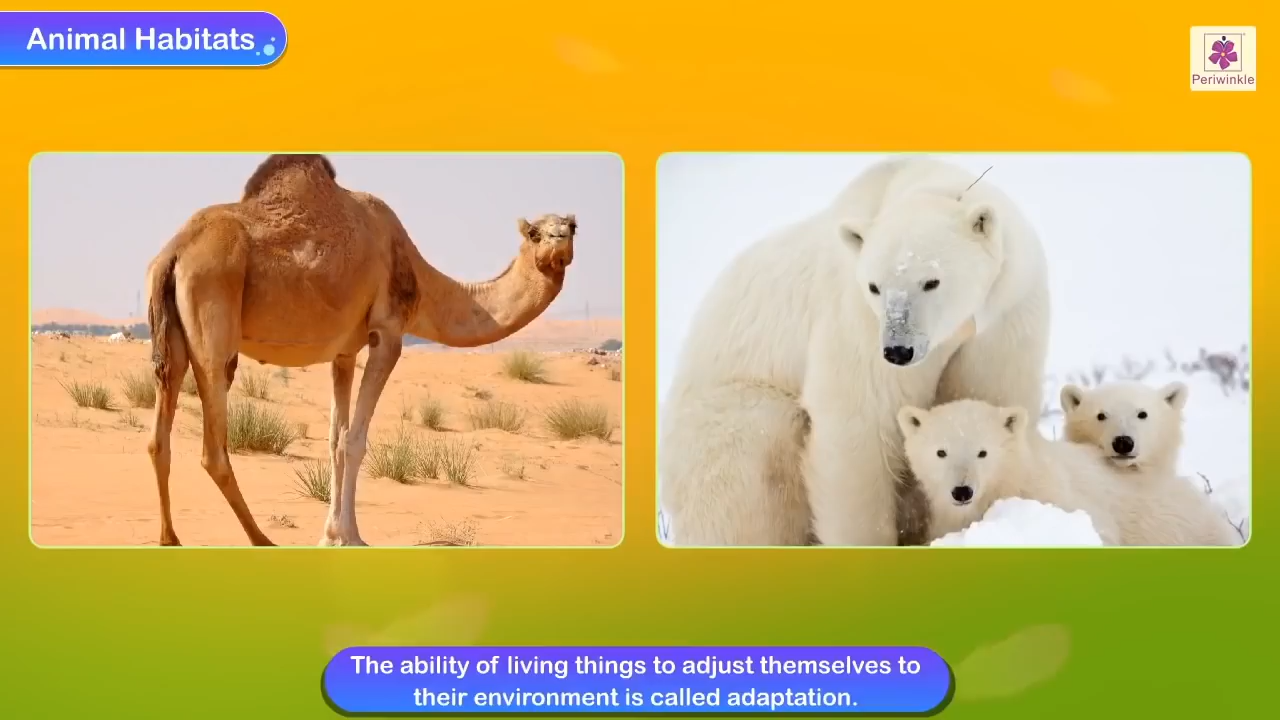 Animal Habitats
Periwinkle
The ability of living things to adjust themselves to
their environment is called adaptation.